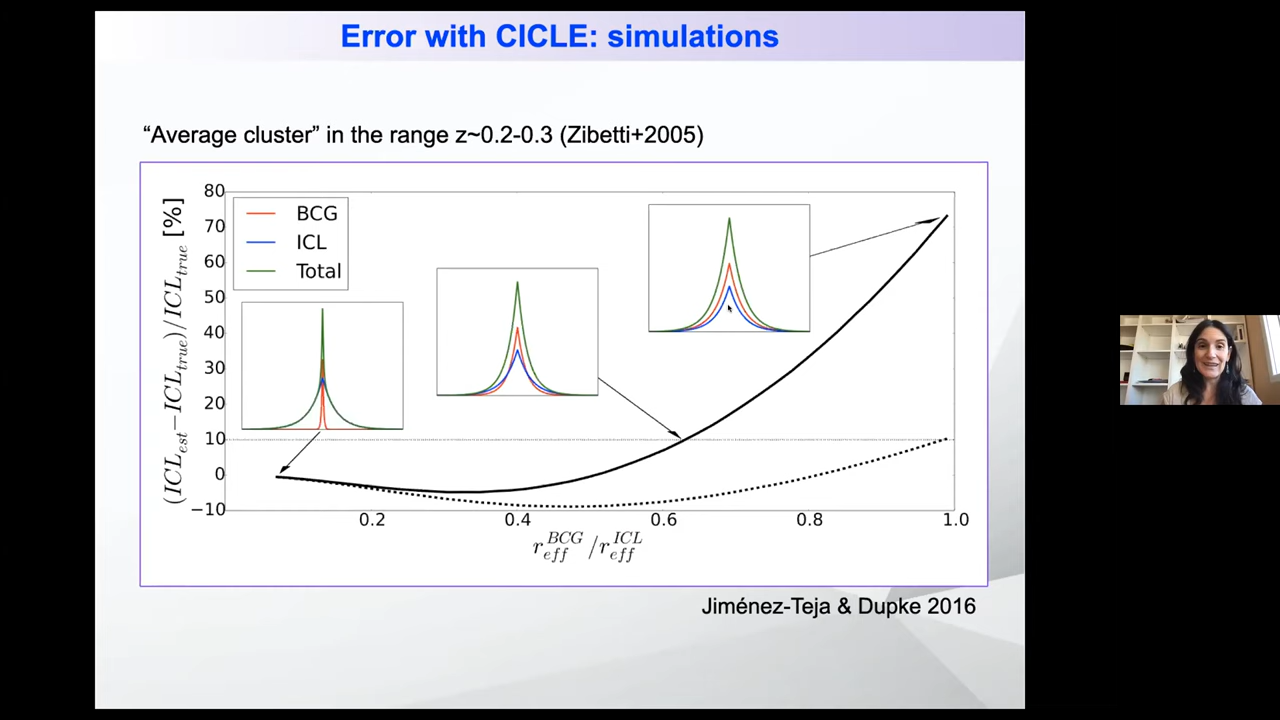 Error with CICLE: simulations
“Average cluster” in the range z~0.2-0.3 (Zibetti+2005)
(ICL_est−ICL_true)/ICL_true [%]
80
70
60
50
40
30
20
10
0
−10
BCG
ICL
Total
0.2
0.4
0.6
0.8
1.0
r_eff^BCG/r_eff^ICL
Jiménez-Teja & Dupke 2016